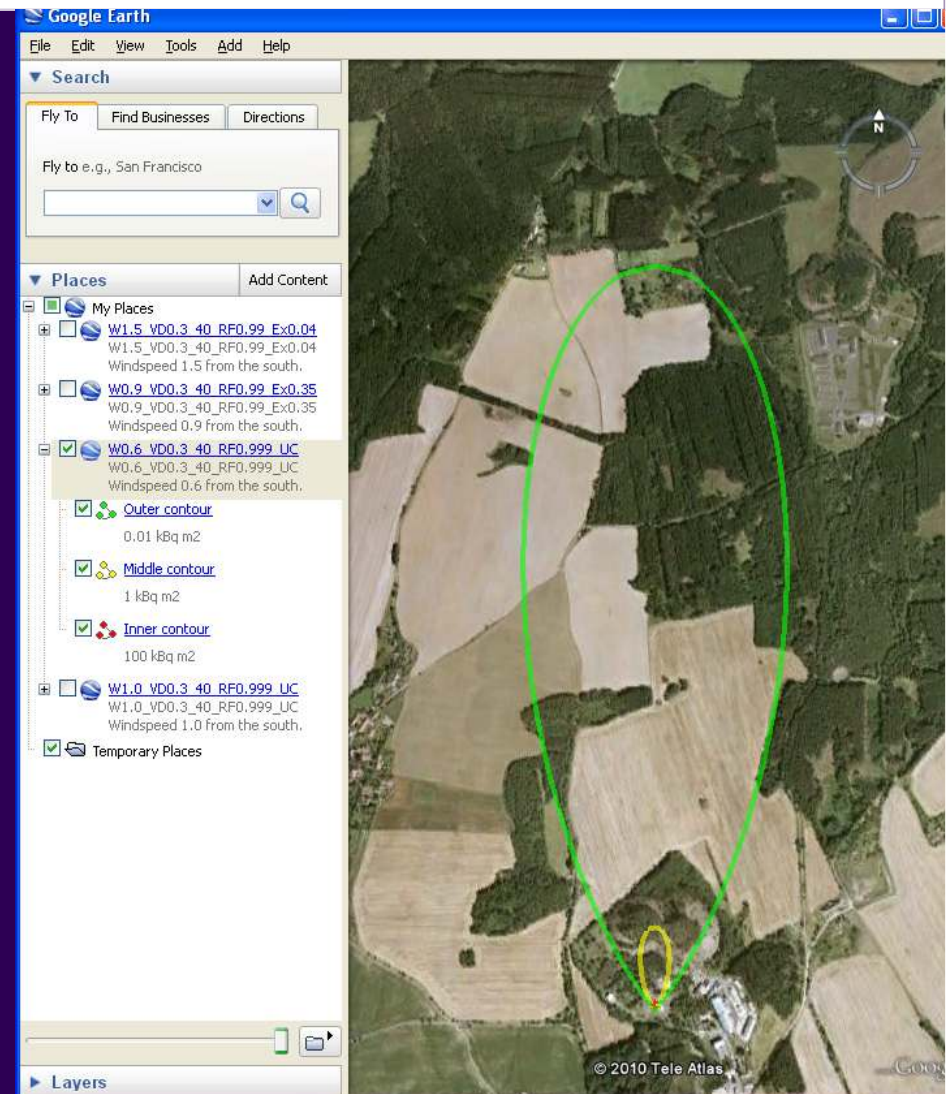 Google Earth
File Edit View Tools Add Help
Search
Fly To Find Businesses Directions
Fly to e.g., San Francisco
Places Add Content
My Places
W1.5_VD0.3_40_RF0.99_Ex0.04
W1.5_VD0.3_40_RF0.99_Ex0.04
Windspeed 1.5 from the south.
W0.9_VD0.3_40_RF0.99_Ex0.35
W0.9_VD0.3_40_RF0.99_Ex0.35
Windspeed 0.9 from the south.
W0.6_VD0.3_40_RF0.999_UC
W0.6_VD0.3_40_RF0.999_UC
Windspeed 0.6 from the south.
Outer contour
0.01 kBq m2
Middle contour
1 kBq m2
Inner contour
100 kBq m2
W1.0_VD0.3_40_RF0.999_UC
W1.0_VD0.3_40_RF0.999_UC
Windspeed 1.0 from the south.
Temporary Places
Layers
N
© 2010 Tele Atlas
Goog